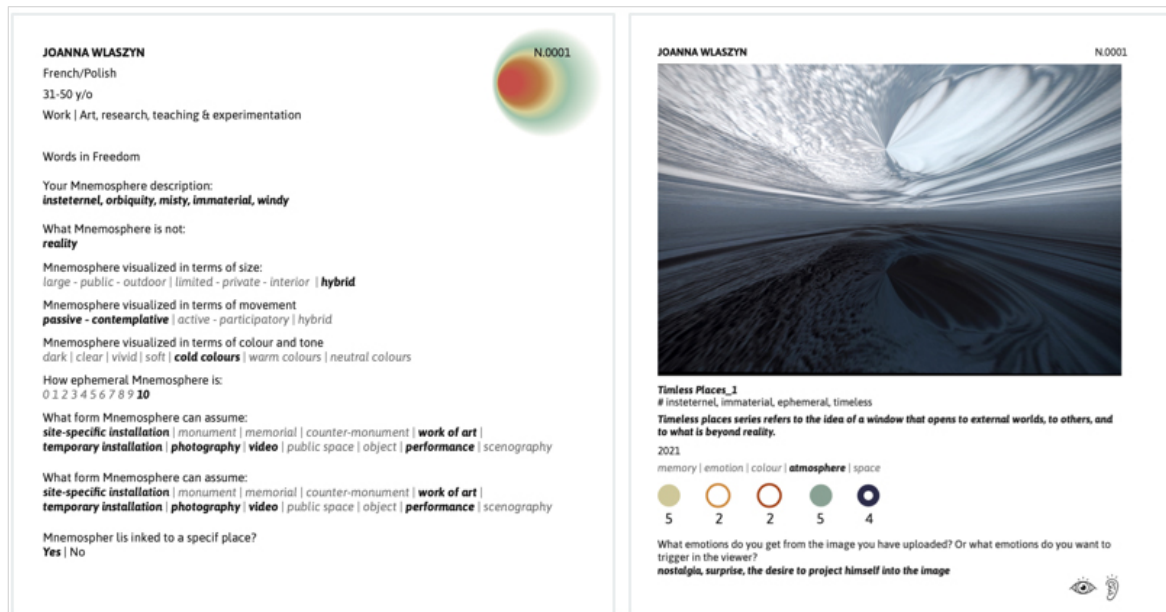 JOANNA WLASZYN
N.0001
French/Polish
31-50 y/o
Work | Art, research, teaching & experimentation
Words in Freedom
Your Mnemosphere description:
insteternel, orbiquity, misty, immaterial, windy
What Mnemosphere is not:
reality
Mnemosphere visualized in terms of size:
large - public - outdoor | limited - private - interior | hybrid
Mnemosphere visualized in terms of movement
passive - contemplative | active - participatory | hybrid
Mnemosphere visualized in terms of colour and tone
dark | clear | vivid | soft | cold colours | warm colours | neutral colours
How ephemeral Mnemosphere is:
0 1 2 3 4 5 6 7 8 9 10
What form Mnemosphere can assume:
site-specific installation | monument | memorial | counter-monument | work of art |
temporary installation | photography | video | public space | object | performance | scenography
What form Mnemosphere can assume:
site-specific installation | monument | memorial | counter-monument | work of art |
temporary installation | photography | video | public space | object | performance | scenography
Mnemospher lis inked to a specif place?
Yes | No
JOANNA WLASZYN
N.0001
Timless Places_1
# insteternel, immaterial, ephemeral, timeless
Timeless places series refers to the idea of a window that opens to external worlds, to others, and
to what is beyond reality.
2021
memory | emotion | colour | atmosphere | space
5 2 2 5 4
What emotions do you get from the image you have uploaded? Or what emotions do you want to
trigger in the viewer?
nostalgia, surprise, the desire to project himself into the image